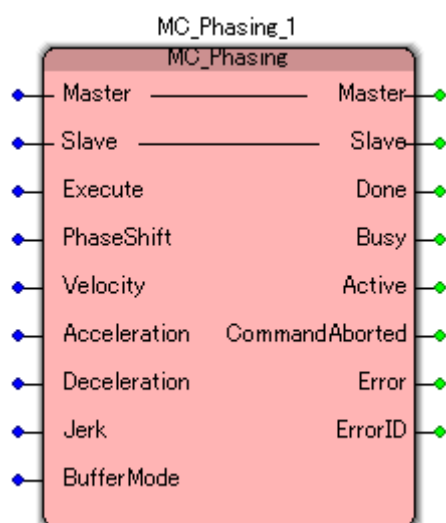 MC_Phasing_1
MC_Phasing
Master Master
Slave Slave
Execute Done
PhaseShift Busy
Velocity Active
Acceleration CommandAborted
Deceleration Error
Jerk ErrorID
BufferMode